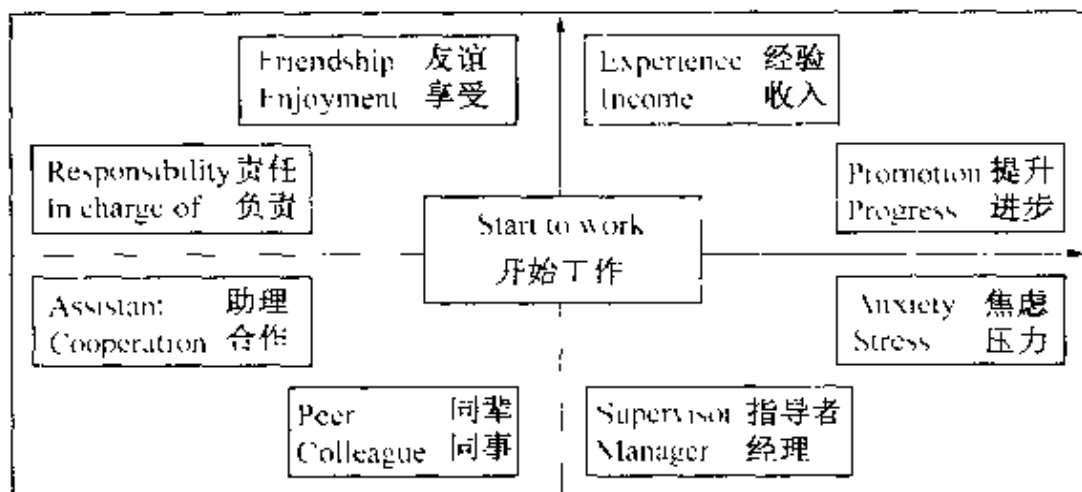 Friendship 友谊
Enjoyment 享受
Experience 经验
Income 收入
Responsibility 责任
in charge of 负责
Promotion 提升
Progress 进步
Start to work
开始工作
Assistant 助理
Cooperation 合作
Anxiety 焦虑
Stress 压力
Peer 同辈
Colleague 同事
Supervisor 指导者
Manager 经理